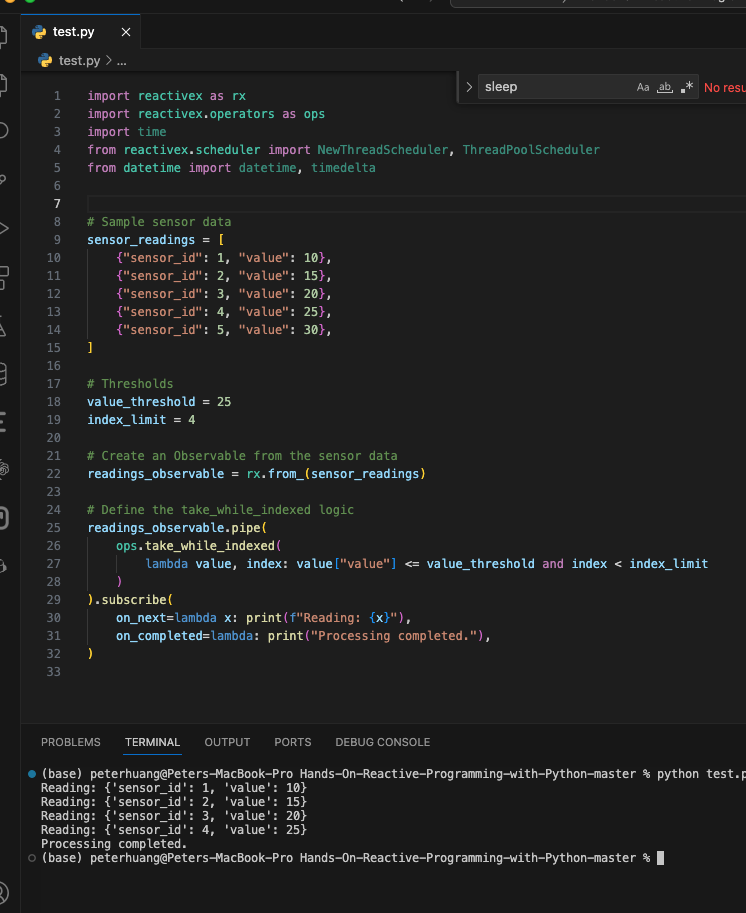 test.py
test.py > ...
sleep
Aa ab .* No resu
1 import reactivex as rx
2 import reactivex.operators as ops
3 import time
4 from reactivex.scheduler import NewThreadScheduler, ThreadPoolScheduler
5 from datetime import datetime, timedelta
6
7
8 # Sample sensor data
9 sensor_readings = [
10     {"sensor_id": 1, "value": 10},
11     {"sensor_id": 2, "value": 15},
12     {"sensor_id": 3, "value": 20},
13     {"sensor_id": 4, "value": 25},
14     {"sensor_id": 5, "value": 30},
15 ]
16
17 # Thresholds
18 value_threshold = 25
19 index_limit = 4
20
21 # Create an Observable from the sensor data
22 readings_observable = rx.from_(sensor_readings)
23
24 # Define the take_while_indexed logic
25 readings_observable.pipe(
26     ops.take_while_indexed(
27         lambda value, index: value["value"] <= value_threshold and index < index_limit
28     )
29 ).subscribe(
30     on_next=lambda x: print(f"Reading: {x}"),
31     on_completed=lambda: print("Processing completed."),
32 )
33
PROBLEMS TERMINAL OUTPUT PORTS DEBUG CONSOLE
(base) peterhuang@Peters-MacBook-Pro Hands-On-Reactive-Programming-with-Python-master % python test.p
Reading: {'sensor_id': 1, 'value': 10}
Reading: {'sensor_id': 2, 'value': 15}
Reading: {'sensor_id': 3, 'value': 20}
Reading: {'sensor_id': 4, 'value': 25}
Processing completed.
(base) peterhuang@Peters-MacBook-Pro Hands-On-Reactive-Programming-with-Python-master %